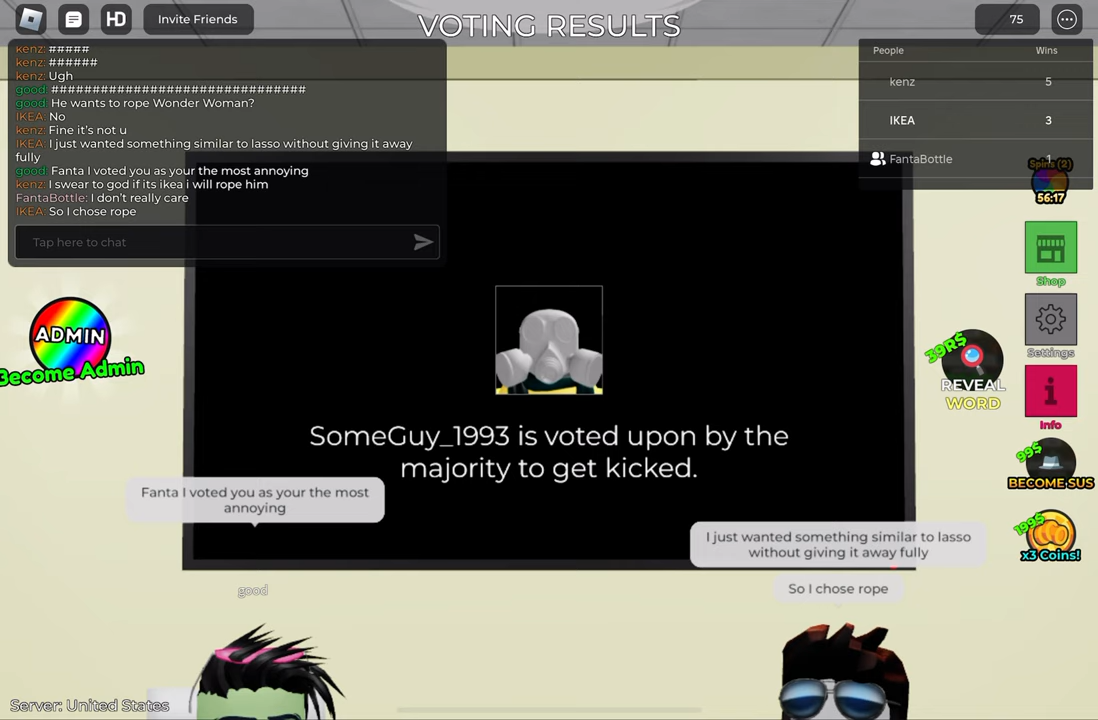 Invite Friends
VOTING RESULTS
75
kenz: #####
kenz: ######
kenz: Ugh
good: ###############################
good: He wants to rope Wonder Woman?
IKEA: No
kenz: Fine it's not u
IKEA: I just wanted something similar to lasso without giving it away
fully
good: Fanta I voted you as your the most annoying
kenz: I swear to god if its ikea i will rope him
FantaBottle: I don't really care
IKEA: So I chose rope
Tap here to chat
People Wins
kenz 5
IKEA 3
FantaBottle 1
Spins (2)
56:17
Shop
Settings
Info
ADMIN
Become Admin
39R$
REVEAL
WORD
99$
BECOME SUS
199$
x3 Coins!
SomeGuy_1993 is voted upon by the
majority to get kicked.
Fanta I voted you as your the most
annoying
I just wanted something similar to lasso
without giving it away fully
So I chose rope
good
Server: United States